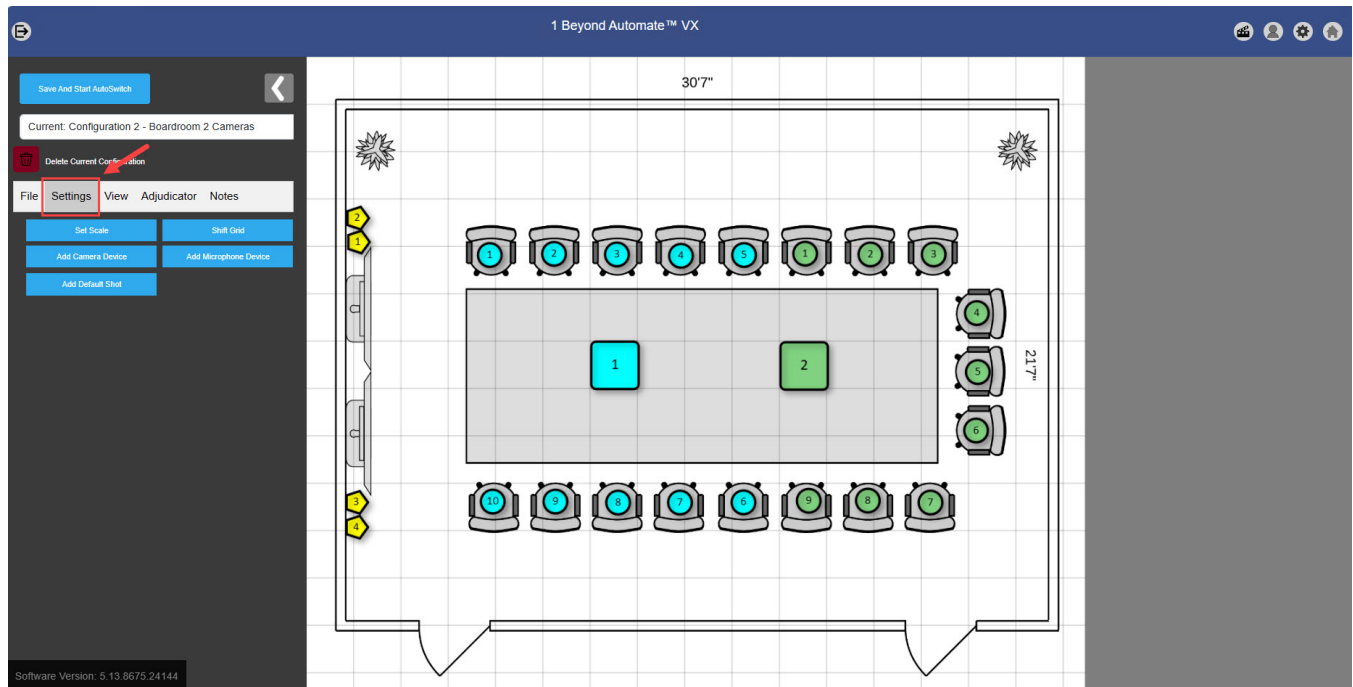 1 Beyond Automate™ VX
Save And Start AutoSwitch
Current: Configuration 2 - Boardroom 2 Cameras
Delete Current Configuration
File Settings View Adjudicator Notes
Set Scale Shift Grid
Add Camera Device Add Microphone Device
Add Default Shot
30'7"
2
1
1 2 3 4 5 1 2 3
4
21'7"
1 2
5
6
3
10 9 8 7 6 9 8 7
4
Software Version: 5.13.8675.24144